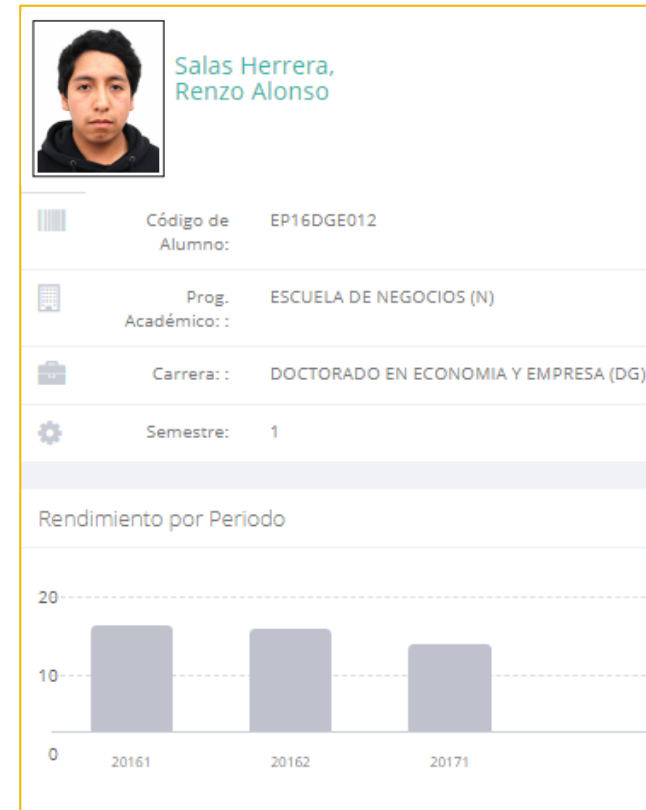 Salas Herrera,
Renzo Alonso
Código de
Alumno:
EP16DGE012
Prog.
Académico: :
ESCUELA DE NEGOCIOS (N)
Carrera: :
DOCTORADO EN ECONOMIA Y EMPRESA (DG)
Semestre:
1
Rendimiento por Periodo
20
10
0
20161
20162
20171